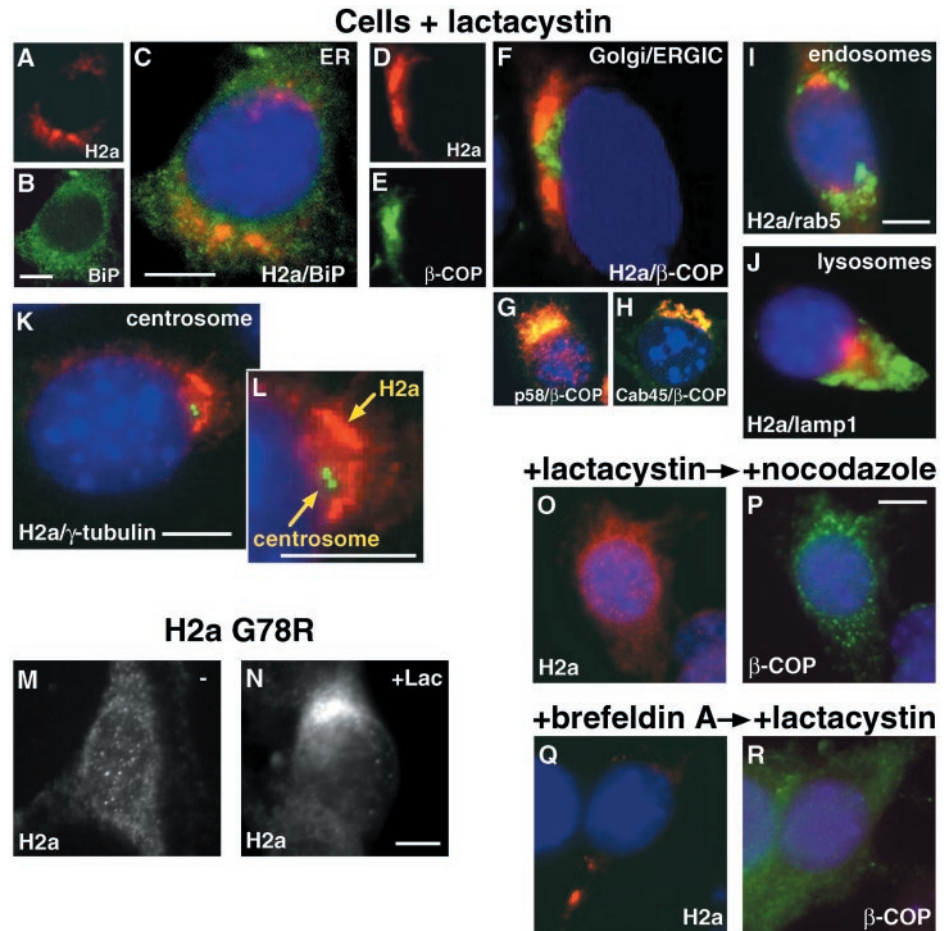 Cells + lactacystin
A
H2a
B
BiP
C
ER
H2a/BiP
D
H2a
E
β-COP
F
Golgi/ERGIC
H2a/β-COP
G
p58/β-COP
H
Cab45/β-COP
I
endosomes
H2a/rab5
J
lysosomes
H2a/lamp1
K
centrosome
H2a/γ-tubulin
L
H2a
centrosome
+lactacystin→+nocodazole
O
H2a
P
β-COP
H2a G78R
M
-
H2a
N
+Lac
H2a
+brefeldin A→+lactacystin
Q
H2a
R
β-COP